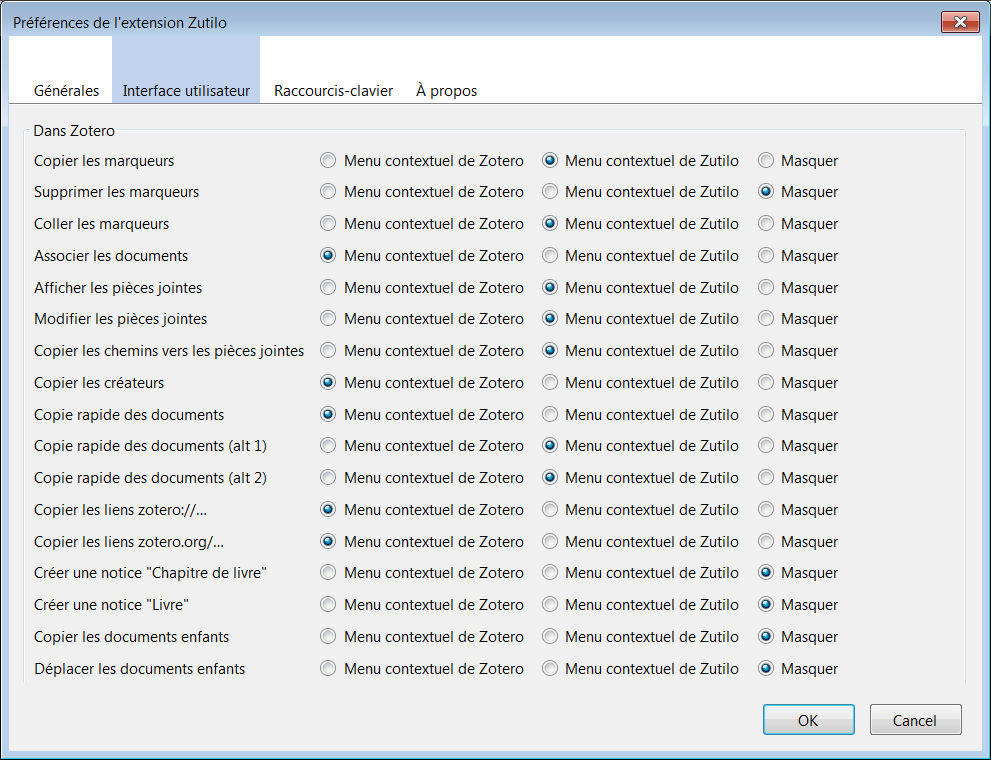 Préférences de l'extension Zutilo
Générales Interface utilisateur Raccourcis-clavier À propos
Dans Zotero
Copier les marqueurs Menu contextuel de Zotero Menu contextuel de Zutilo Masquer
Supprimer les marqueurs Menu contextuel de Zotero Menu contextuel de Zutilo Masquer
Coller les marqueurs Menu contextuel de Zotero Menu contextuel de Zutilo Masquer
Associer les documents Menu contextuel de Zotero Menu contextuel de Zutilo Masquer
Afficher les pièces jointes Menu contextuel de Zotero Menu contextuel de Zutilo Masquer
Modifier les pièces jointes Menu contextuel de Zotero Menu contextuel de Zutilo Masquer
Copier les chemins vers les pièces jointes Menu contextuel de Zotero Menu contextuel de Zutilo Masquer
Copier les créateurs Menu contextuel de Zotero Menu contextuel de Zutilo Masquer
Copie rapide des documents Menu contextuel de Zotero Menu contextuel de Zutilo Masquer
Copie rapide des documents (alt 1) Menu contextuel de Zotero Menu contextuel de Zutilo Masquer
Copie rapide des documents (alt 2) Menu contextuel de Zotero Menu contextuel de Zutilo Masquer
Copier les liens zotero://... Menu contextuel de Zotero Menu contextuel de Zutilo Masquer
Copier les liens zotero.org/... Menu contextuel de Zotero Menu contextuel de Zutilo Masquer
Créer une notice "Chapitre de livre" Menu contextuel de Zotero Menu contextuel de Zutilo Masquer
Créer une notice "Livre" Menu contextuel de Zotero Menu contextuel de Zutilo Masquer
Copier les documents enfants Menu contextuel de Zotero Menu contextuel de Zutilo Masquer
Déplacer les documents enfants Menu contextuel de Zotero Menu contextuel de Zutilo Masquer
OK Cancel